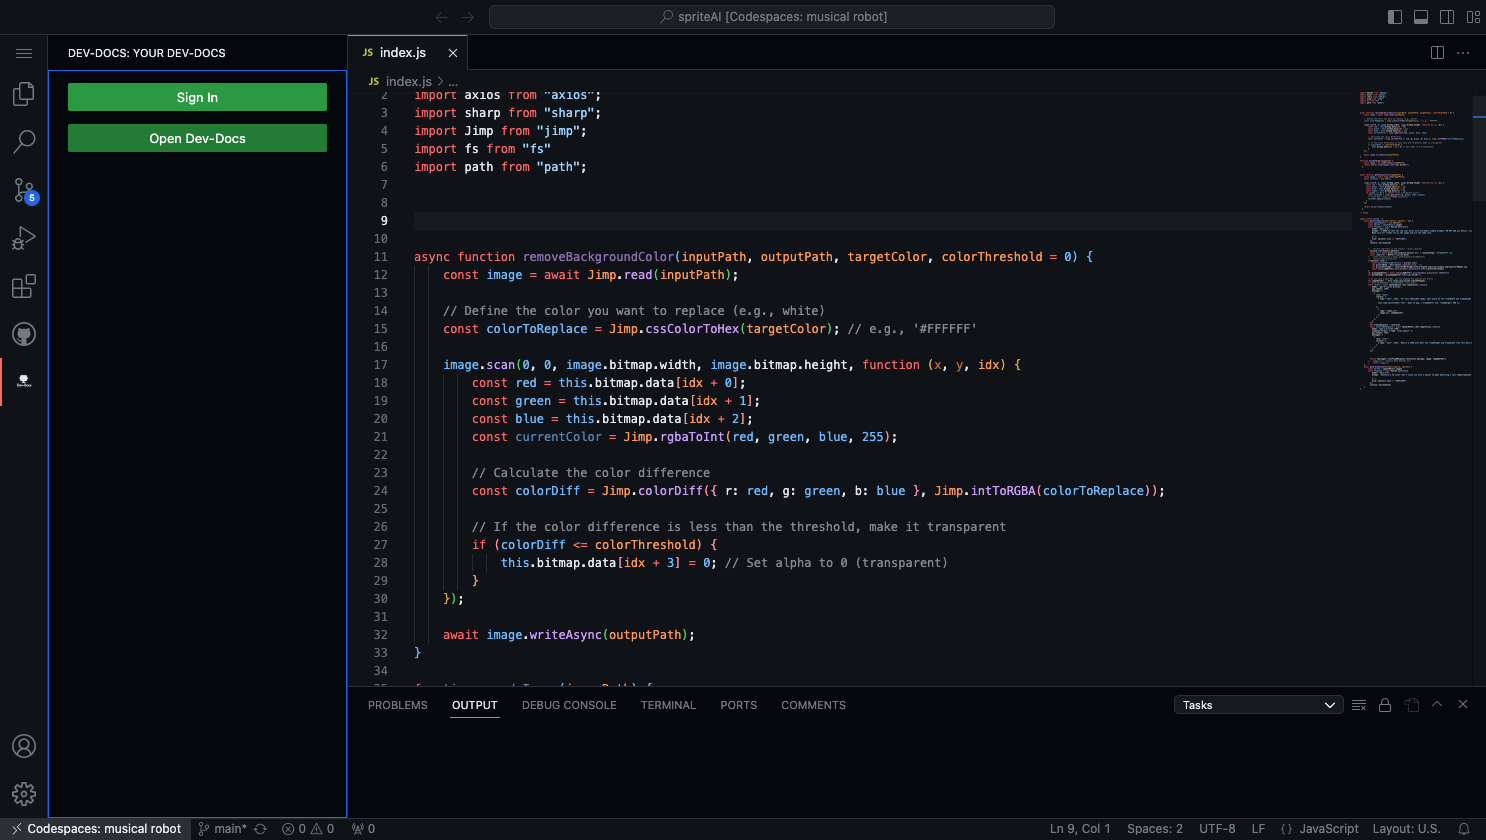 spriteAI [Codespaces: musical robot]
DEV-DOCS: YOUR DEV-DOCS
Sign In
Open Dev-Docs
5
Dev-Docs
JS index.js
JS index.js > ...
2 import axios from "axios";
3 import sharp from "sharp";
4 import Jimp from "jimp";
5 import fs from "fs"
6 import path from "path";
7
8
9
10
11 async function removeBackgroundColor(inputPath, outputPath, targetColor, colorThreshold = 0) {
12 const image = await Jimp.read(inputPath);
13
14 // Define the color you want to replace (e.g., white)
15 const colorToReplace = Jimp.cssColorToHex(targetColor); // e.g., '#FFFFFF'
16
17 image.scan(0, 0, image.bitmap.width, image.bitmap.height, function (x, y, idx) {
18 const red = this.bitmap.data[idx + 0];
19 const green = this.bitmap.data[idx + 1];
20 const blue = this.bitmap.data[idx + 2];
21 const currentColor = Jimp.rgbaToInt(red, green, blue, 255);
22
23 // Calculate the color difference
24 const colorDiff = Jimp.colorDiff({ r: red, g: green, b: blue }, Jimp.intToRGBA(colorToReplace));
25
26 // If the color difference is less than the threshold, make it transparent
27 if (colorDiff <= colorThreshold) {
28 this.bitmap.data[idx + 3] = 0; // Set alpha to 0 (transparent)
29 }
30 });
31
32 await image.writeAsync(outputPath);
33 }
34
PROBLEMS OUTPUT DEBUG CONSOLE TERMINAL PORTS COMMENTS
Tasks
Codespaces: musical robot
main* 0 0 0
Ln 9, Col 1 Spaces: 2 UTF-8 LF {} JavaScript Layout: U.S.